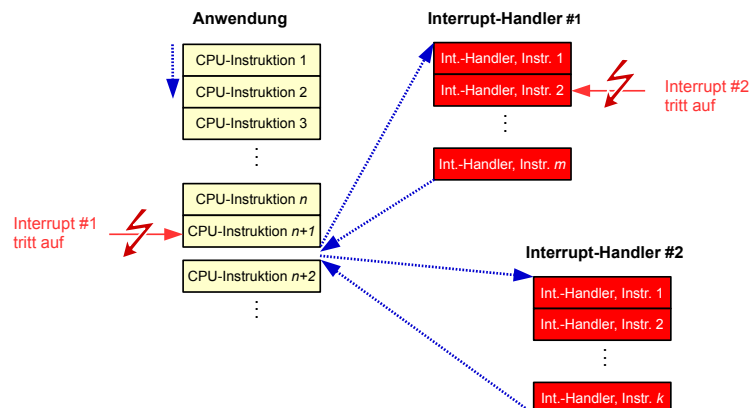 Anwendung
CPU-Instruktion 1
CPU-Instruktion 2
CPU-Instruktion 3
⋮
CPU-Instruktion n
CPU-Instruktion n+1
CPU-Instruktion n+2
⋮
Interrupt #1
tritt auf
Interrupt-Handler #1
Int.-Handler, Instr. 1
Int.-Handler, Instr. 2
⋮
Int.-Handler, Instr. m
Interrupt #2
tritt auf
Interrupt-Handler #2
Int.-Handler, Instr. 1
Int.-Handler, Instr. 2
⋮
Int.-Handler, Instr. k